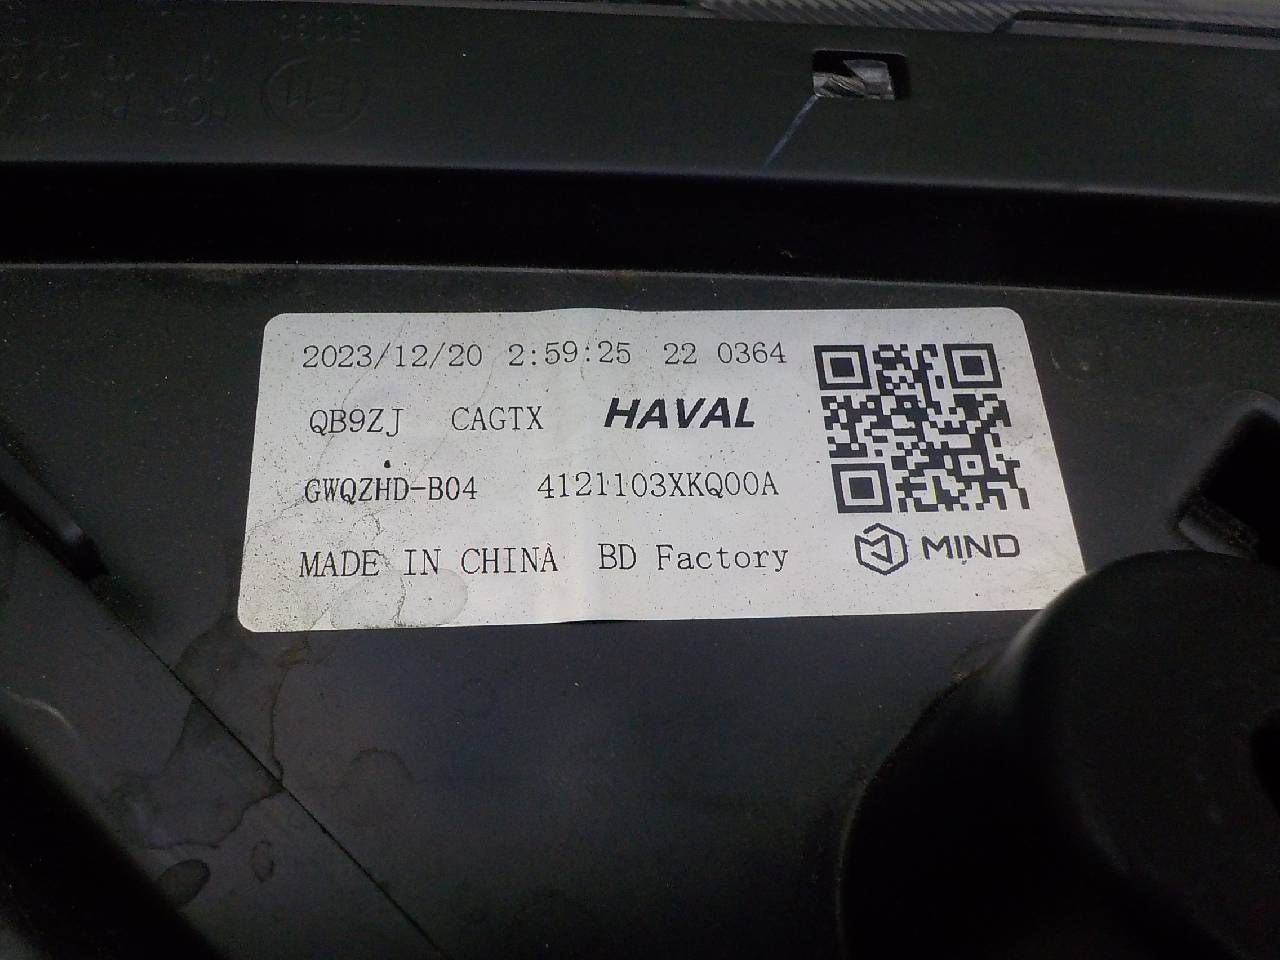 2023/12/20 2:59:25 22 0364
QB9ZJ CAGTX HAVAL
GWQZHD-B04 4121103XKQ00A
MADE IN CHINA BD Factory
MIND
E11